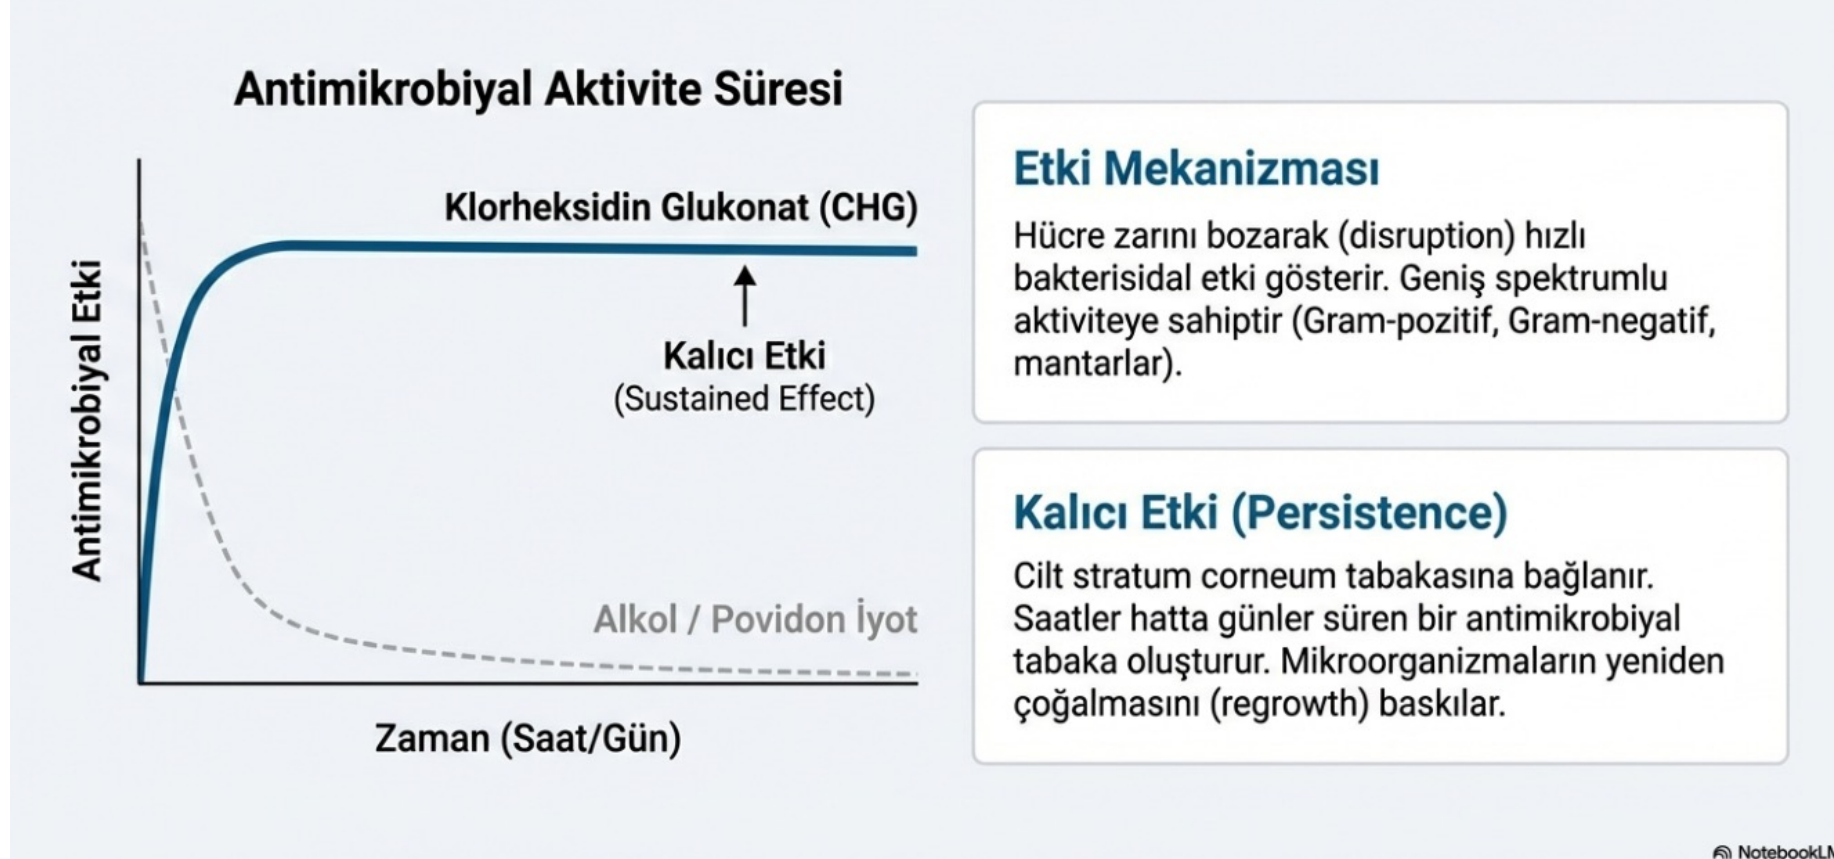 Antimikrobiyal Aktivite Süresi
Antimikrobiyal Etki
Klorheksidin Glukonat (CHG)
Kalıcı Etki
(Sustained Effect)
Alkol / Povidon İyot
Zaman (Saat/Gün)
Etki Mekanizması
Hücre zarını bozarak (disruption) hızlı
bakterisidal etki gösterir. Geniş spektrumlu
aktiviteye sahiptir (Gram-pozitif, Gram-negatif,
mantarlar).
Kalıcı Etki (Persistence)
Cilt stratum corneum tabakasına bağlanır.
Saatler hatta günler süren bir antimikrobiyal
tabaka oluşturur. Mikroorganizmaların yeniden
çoğalmasını (regrowth) baskılar.
NotebookLM